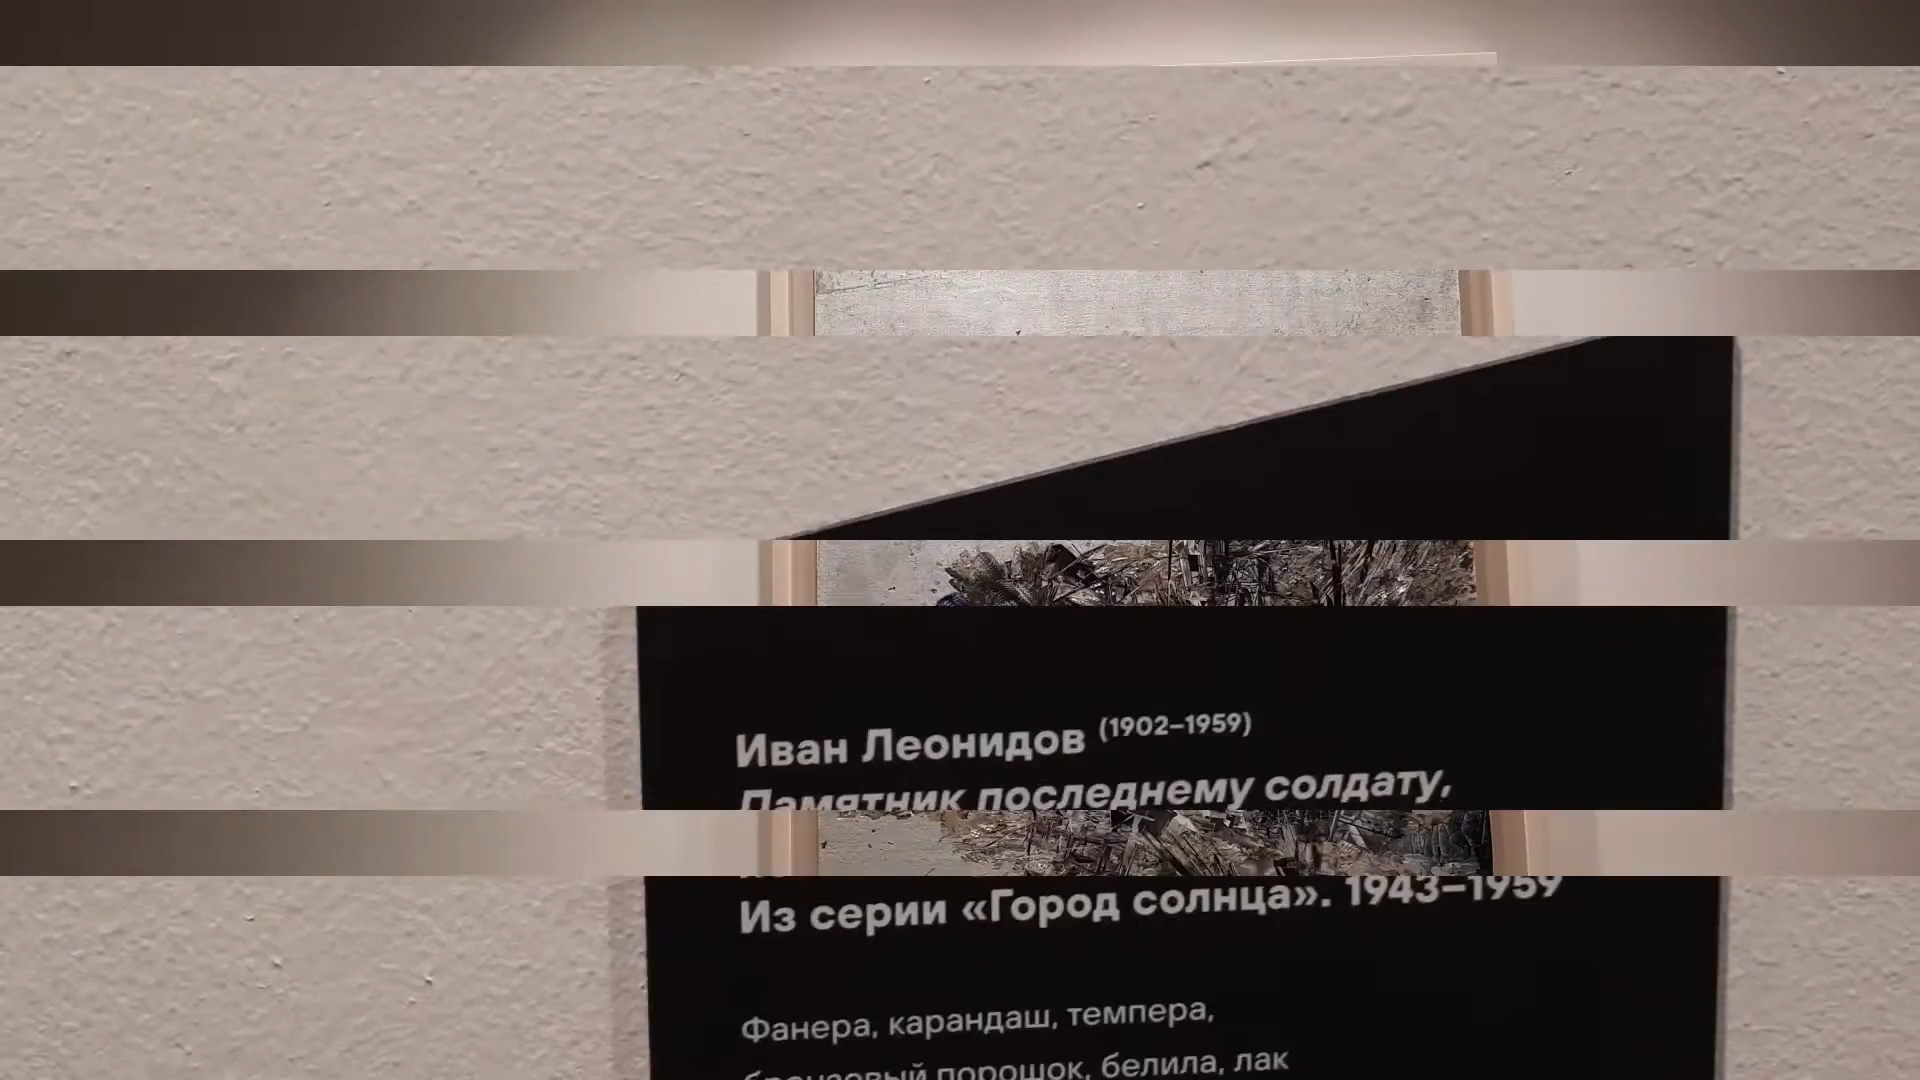 Иван Леонидов (1902–1959)
Памятник последнему солдату,
Из серии «Город солнца». 1943–1959
Фанера, карандаш, темпера,
бронзовый порошок, белила, лак